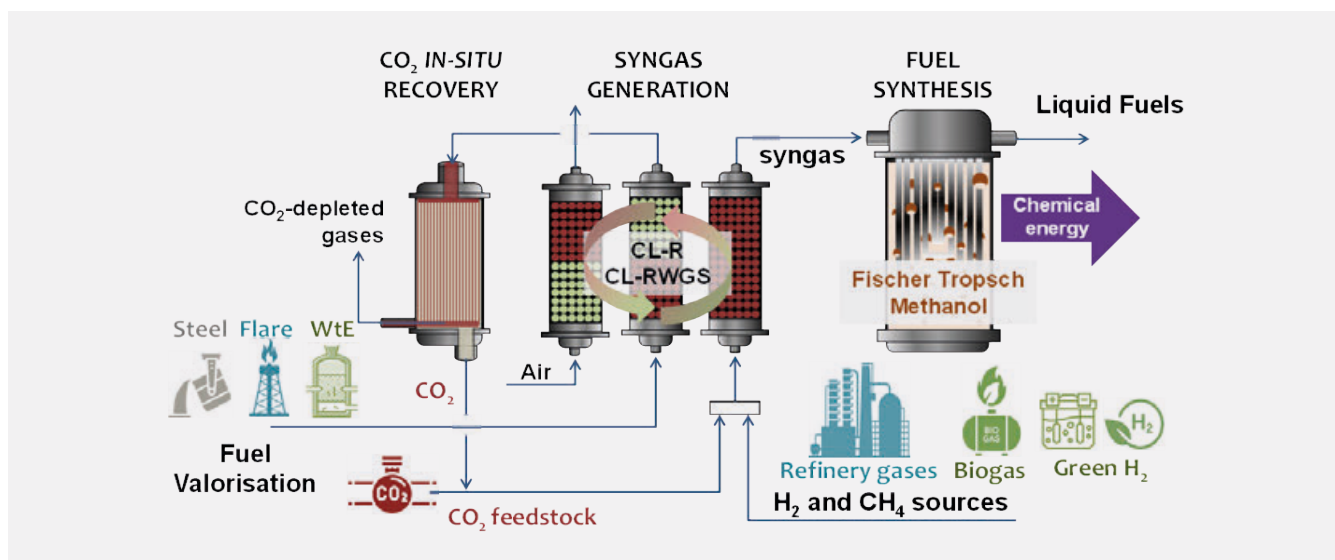 CO₂ IN-SITU
RECOVERY
SYNGAS
GENERATION
FUEL
SYNTHESIS
Liquid Fuels
syngas
CO₂-depleted
gases
CL-R
CL-RWGS
Chemical
energy
Fischer Tropsch
Methanol
Steel
Flare
WtE
Air
CO₂
Fuel
Valorisation
CO₂
CO₂ feedstock
BIO
GAS
H₂
Refinery gases
Biogas
Green H₂
H₂ and CH₄ sources